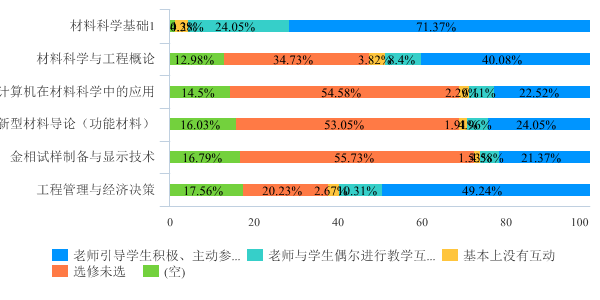 材料科学基础1 24.05% 71.37%
材料科学与工程概论 12.98% 34.73% 3.82% 8.4% 40.08%
计算机在材料科学中的应用 14.5% 54.58% 22.52%
新型材料导论（功能材料） 16.03% 53.05% 24.05%
金相试样制备与显示技术 16.79% 55.73% 4.58% 21.37%
工程管理与经济决策 17.56% 20.23% 2.67% 10.31% 49.24%
0 20 40 60 80 100
老师引导学生积极、主动参... 老师与学生偶尔进行教学互... 基本上没有互动
选修未选 (空)